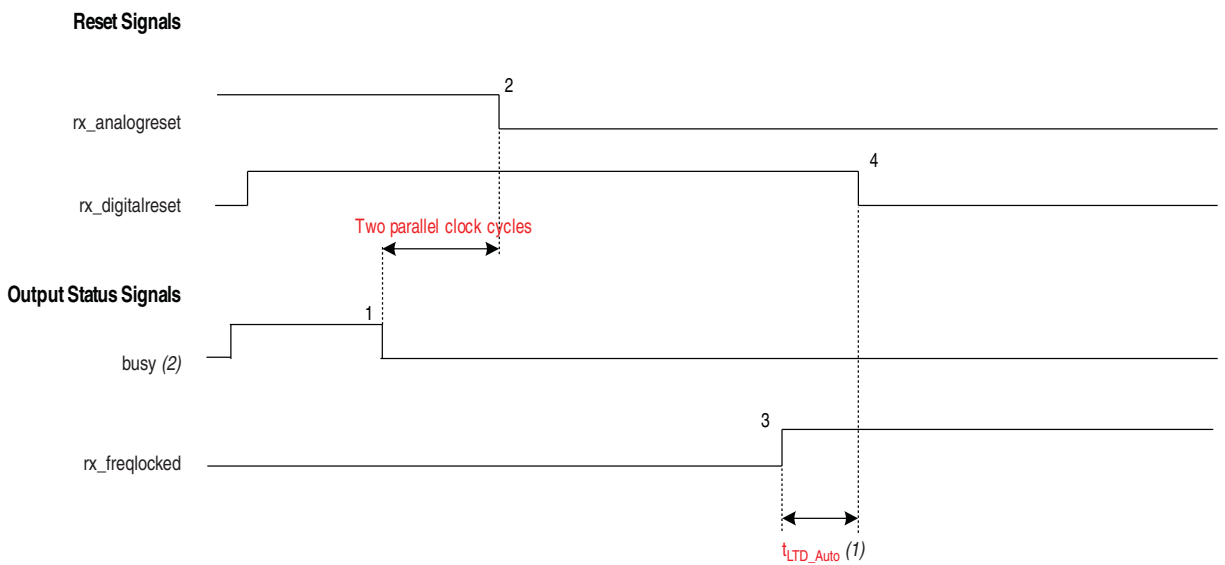 Reset Signals
2
rx_analogreset
4
rx_digitalreset
Two parallel clock cycles
Output Status Signals
1
busy (2)
3
rx_freqlocked
tLTD_Auto (1)